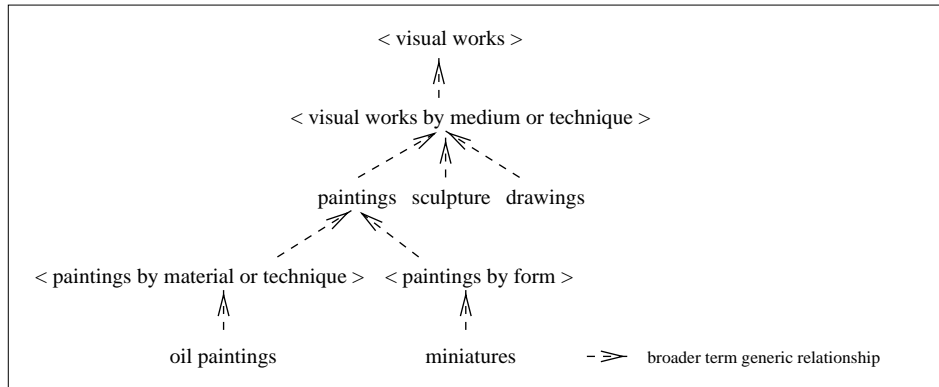 < visual works >
< visual works by medium or technique >
paintings sculpture drawings
< paintings by material or technique > < paintings by form >
oil paintings miniatures broader term generic relationship